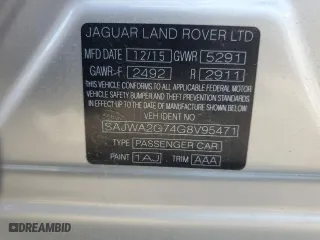 JAGUAR LAND ROVER LTD
MFD DATE 12/15 GVWR 5291
GAWR-F 2492 R 2911
THIS VEHICLE CONFORMS TO ALL APPLICABLE FEDERAL MOTOR
VEHICLE SAFETY, BUMPER AND THEFT PREVENTION STANDARDS
IN EFFECT ON THE DATE OF MANUFACTURE SHOWN ABOVE
VEH IDENT No
SAJWA2G74G8V95471
TYPE PASSENGER CAR
PAINT 1AJ TRIM AAA